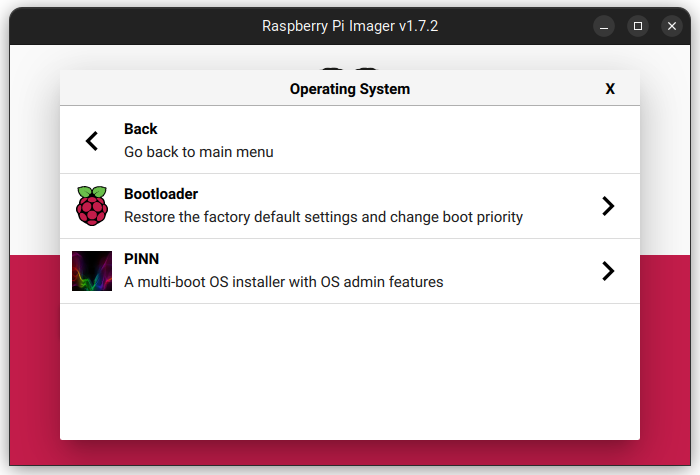 Raspberry Pi Imager v1.7.2
Operating System X
Back
Go back to main menu
Bootloader
Restore the factory default settings and change boot priority
PINN
A multi-boot OS installer with OS admin features